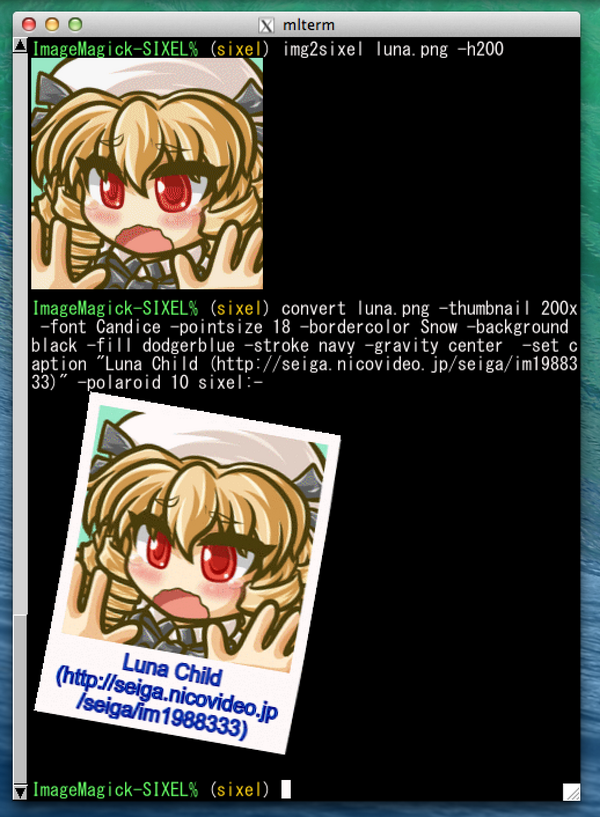 mlterm
ImageMagick-SIXEL% (sixel) img2sixel luna.png -h200
ImageMagick-SIXEL% (sixel) convert luna.png -thumbnail 200x
-font Candice -pointsize 18 -bordercolor Snow -background
black -fill dodgerblue -stroke navy -gravity center  -set c
aption "Luna Child (http://seiga.nicovideo.jp/seiga/im19883
33)" -polaroid 10 sixel:-
Luna Child
(http://seiga.nicovideo.jp
/seiga/im1988333)
ImageMagick-SIXEL% (sixel)